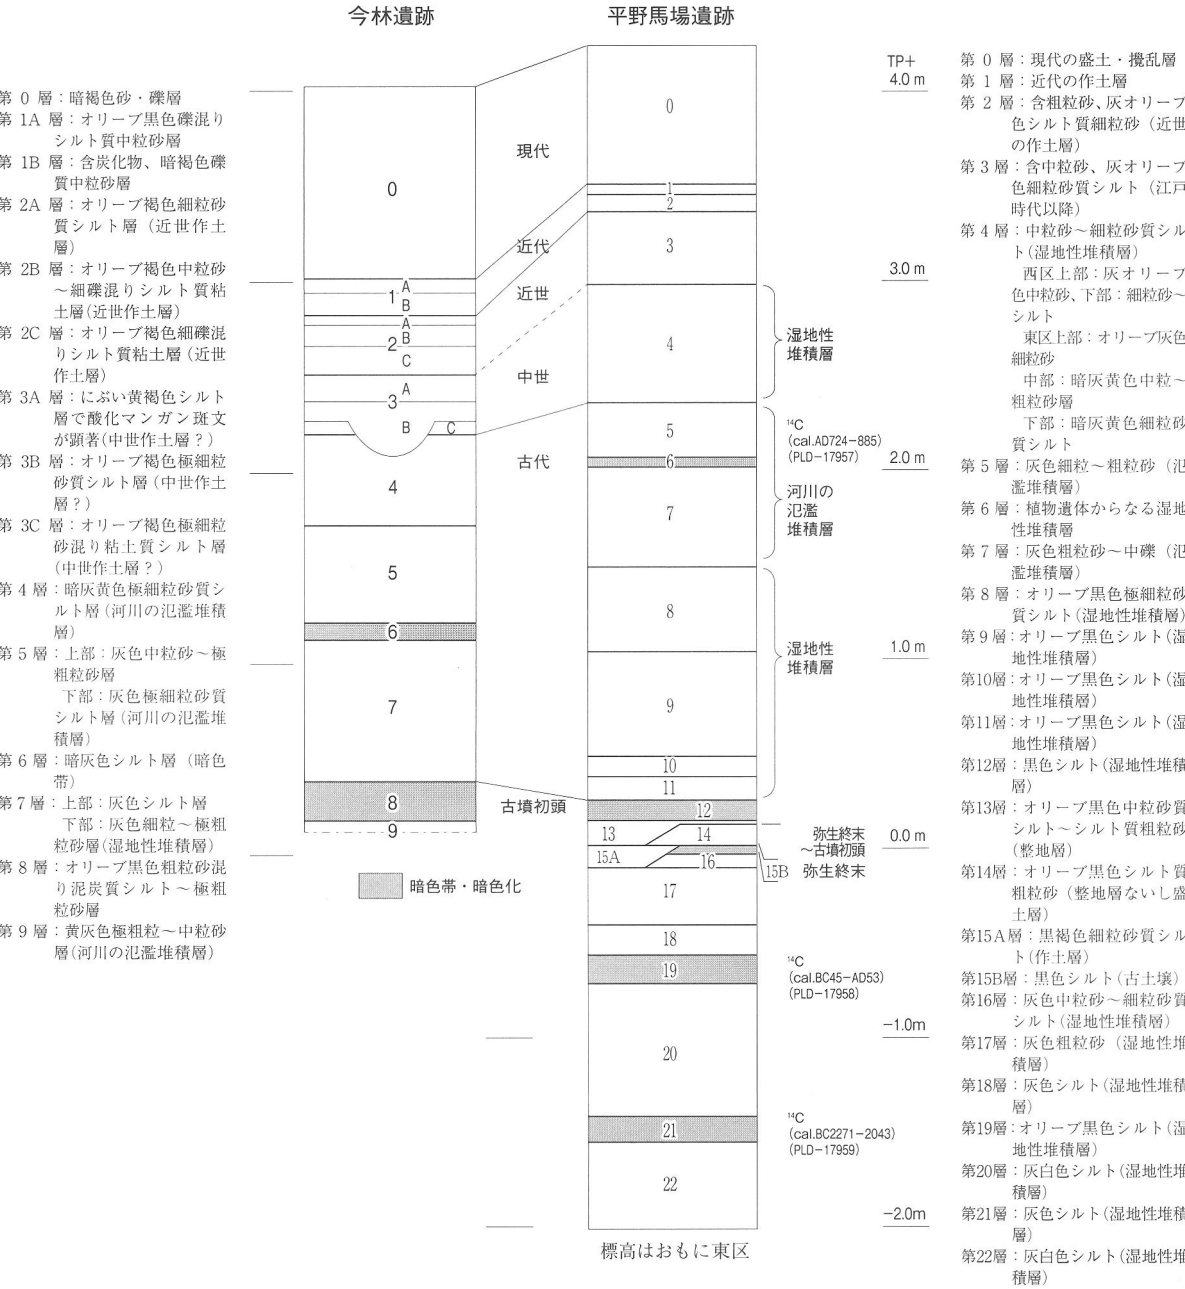 今林遺跡
平野馬場遺跡
第 0 層：暗褐色砂・礫層
第 1A 層：オリーブ黒色礫混り
シルト質中粒砂層
第 1B 層：含炭化物、暗褐色礫
質中粒砂層
第 2A 層：オリーブ褐色細粒砂
質シルト層（近世作土
層）
第 2B 層：オリーブ褐色中粒砂
～細礫混りシルト質粘
土層(近世作土層)
第 2C 層：オリーブ褐色細礫混
りシルト質粘土層（近世
作土層）
第 3A 層：にぶい黄褐色シルト
層で酸化マンガン斑文
が顕著(中世作土層？)
第 3B 層：オリーブ褐色極細粒
砂質シルト層（中世作土
層？）
第 3C 層：オリーブ褐色極細粒
砂混り粘土質シルト層
（中世作土層？）
第 4 層：暗灰黄色極細粒砂質シ
ルト層（河川の氾濫堆積
層）
第 5 層：上部：灰色中粒砂～極
粗粒砂層
下部：灰色極細粒砂質
シルト層（河川の氾濫堆
積層）
第 6 層：暗灰色シルト層（暗色
帯）
第 7 層：上部：灰色シルト層
下部：灰色細粒～極粗
粒砂層(湿地性堆積層)
第 8 層：オリーブ黒色粗粒砂混
り泥炭質シルト～極粗
粒砂層
第 9 層：黄灰色極粗粒～中粒砂
層(河川の氾濫堆積層)
0
1
A
B
2
A
B
C
3
A
B
C
4
5
6
7
8
9
現代
近代
近世
中世
古代
古墳初頭
暗色帯・暗色化
0
1
2
3
4
5
6
7
8
9
10
11
12
13
14
15A
16
15B
17
18
19
20
21
22
湿地性
堆積層
14C
(cal.AD724−885)
(PLD−17957)
河川の
氾濫
堆積層
湿地性
堆積層
弥生終末
～古墳初頭
弥生終末
14C
(cal.BC45−AD53)
(PLD−17958)
14C
(cal.BC2271−2043)
(PLD−17959)
標高はおもに東区
TP+
4.0 m
3.0 m
2.0 m
1.0 m
0.0 m
−1.0m
−2.0m
第 0 層：現代の盛土・攪乱層
第 1 層：近代の作土層
第 2 層：含粗粒砂、灰オリーブ
色シルト質細粒砂（近世
の作土層）
第 3 層：含中粒砂、灰オリーブ
色細粒砂質シルト（江戸
時代以降）
第 4 層：中粒砂～細粒砂質シル
ト(湿地性堆積層)
西区上部：灰オリーブ
色中粒砂、下部：細粒砂～
シルト
東区上部：オリーブ灰色
細粒砂
中部：暗灰黄色中粒～
粗粒砂層
下部：暗灰黄色細粒砂
質シルト
第 5 層：灰色細粒～粗粒砂（氾
濫堆積層）
第 6 層：植物遺体からなる湿地
性堆積層
第 7 層：灰色粗粒砂～中礫（氾
濫堆積層）
第 8 層：オリーブ黒色極細粒砂
質シルト(湿地性堆積層)
第 9 層：オリーブ黒色シルト(湿
地性堆積層）
第10層：オリーブ黒色シルト(湿
地性堆積層）
第11層：オリーブ黒色シルト(湿
地性堆積層）
第12層：黒色シルト(湿地性堆積
層）
第13層：オリーブ黒色中粒砂質
シルト～シルト質粗粒砂
（整地層）
第14層：オリーブ黒色シルト質
粗粒砂（整地層ないし盛
土層）
第15A層：黒褐色細粒砂質シル
ト(作土層)
第15B層：黒色シルト(古土壌)
第16層：灰色中粒砂～細粒砂質
シルト(湿地性堆積層)
第17層：灰色粗粒砂（湿地性堆
積層）
第18層：灰色シルト(湿地性堆積
層）
第19層：オリーブ黒色シルト(湿
地性堆積層）
第20層：灰白色シルト(湿地性堆
積層）
第21層：灰色シルト(湿地性堆積
層）
第22層：灰白色シルト(湿地性堆
積層）